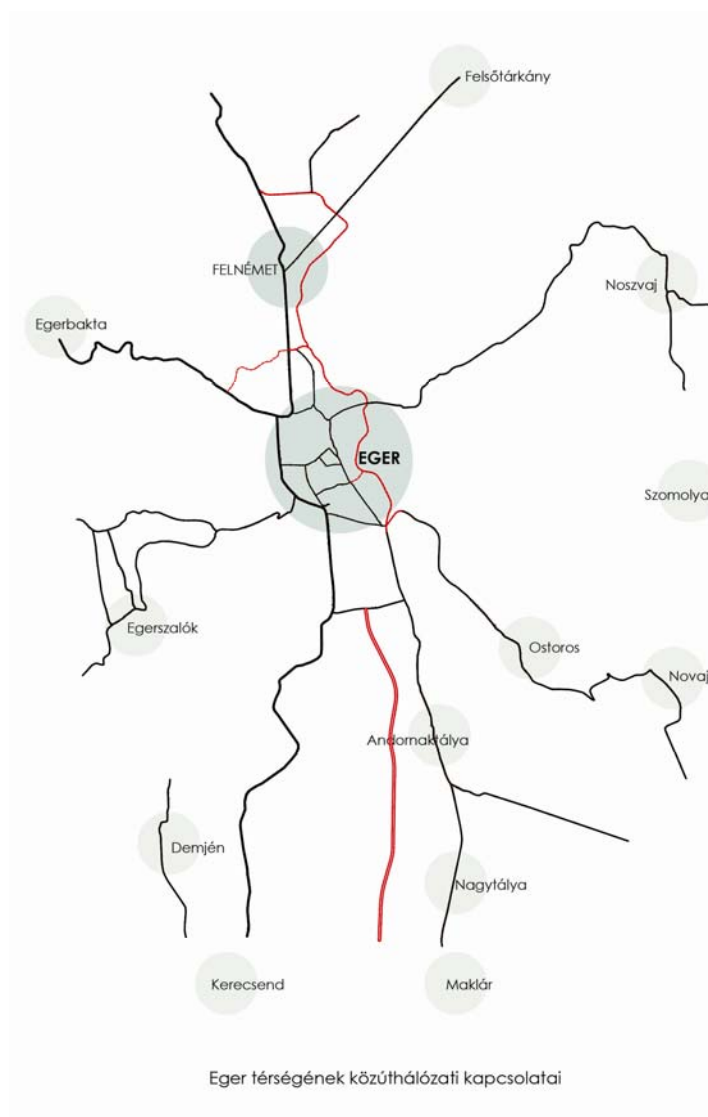 Felsőtárkány
FELNÉMET
Noszvaj
Egerbakta
EGER
Szomolya
Egerszalók
Ostoros
Novaj
Andornaktálya
Demjén
Nagytálya
Kerecsend
Maklár
Eger térségének közúthálózati kapcsolatai